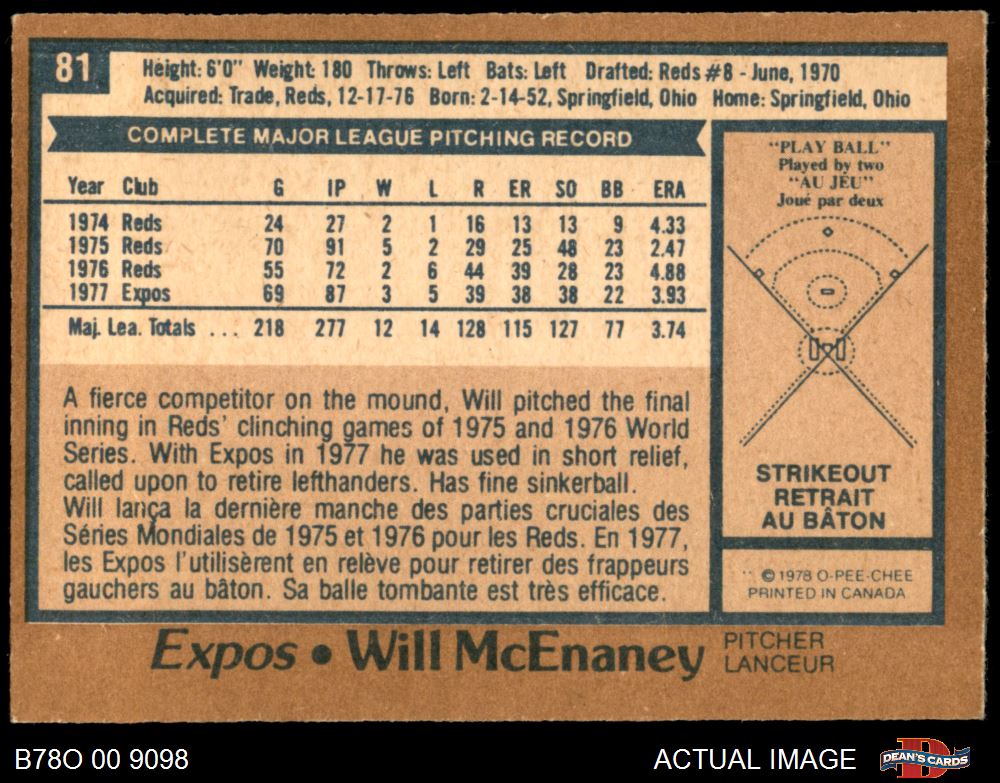 81
Height: 6'0" Weight: 180 Throws: Left Bats: Left Drafted: Reds #8 - June, 1970
Acquired: Trade, Reds, 12-17-76 Born: 2-14-52, Springfield, Ohio Home: Springfield, Ohio
COMPLETE MAJOR LEAGUE PITCHING RECORD
Year Club G IP W L R ER SO BB ERA
1974 Reds 24 27 2 1 16 13 13 9 4.33
1975 Reds 70 91 5 2 29 25 48 23 2.47
1976 Reds 55 72 2 6 44 39 28 23 4.88
1977 Expos 69 87 3 5 39 38 38 22 3.93
Maj. Lea. Totals ... 218 277 12 14 128 115 127 77 3.74
A fierce competitor on the mound, Will pitched the final
inning in Reds' clinching games of 1975 and 1976 World
Series. With Expos in 1977 he was used in short relief,
called upon to retire lefthanders. Has fine sinkerball.
Will lança la dernière manche des parties cruciales des
Séries Mondiales de 1975 et 1976 pour les Reds. En 1977,
les Expos l'utilisèrent en relève pour retirer des frappeurs
gauchers au bâton. Sa balle tombante est très efficace.
"PLAY BALL"
Played by two
"AU JEU"
Joué par deux
STRIKEOUT
RETRAIT
AU BÂTON
© 1978 O-PEE-CHEE
PRINTED IN CANADA
Expos • Will McEnaney
PITCHER
LANCEUR
B78O 00 9098
ACTUAL IMAGE
DEAN'S CARDS